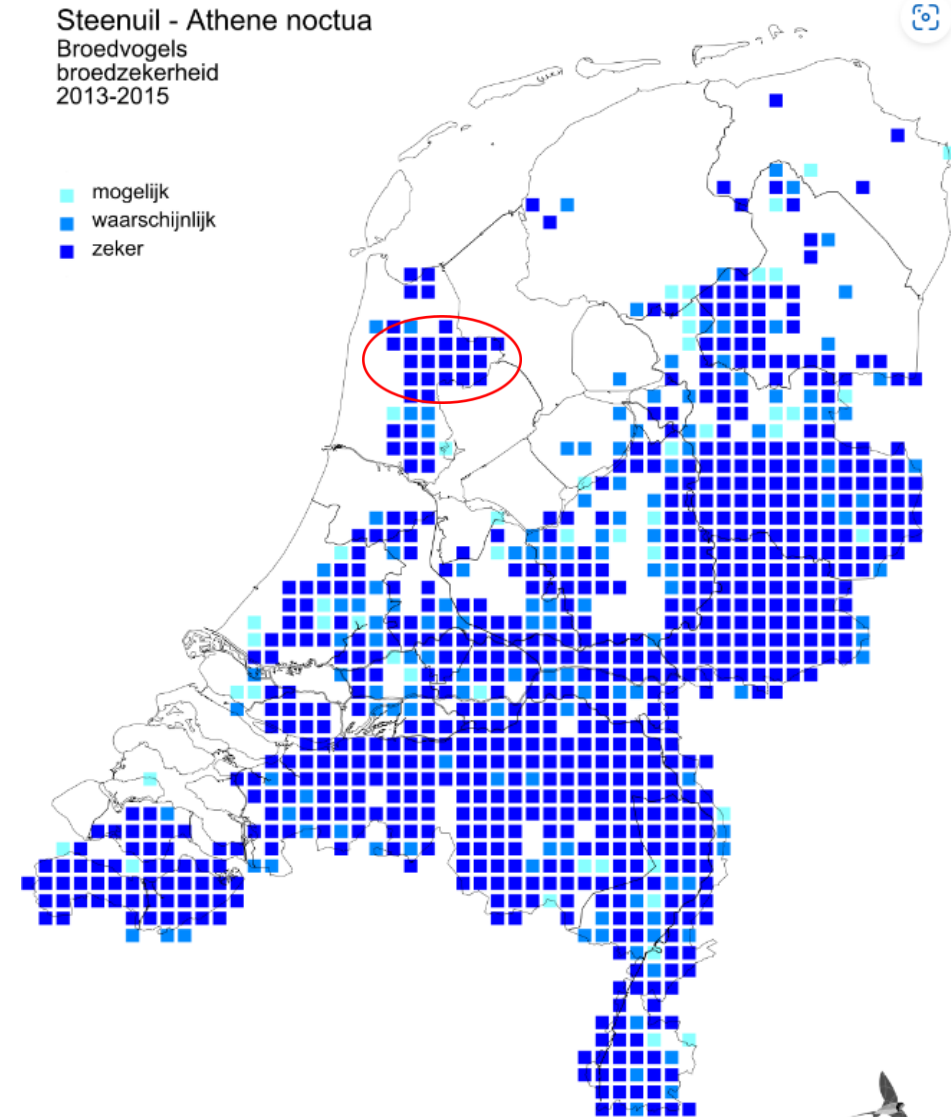 Steenuil - Athene noctua
Broedvogels
broedzekerheid
2013-2015
mogelijk
waarschijnlijk
zeker